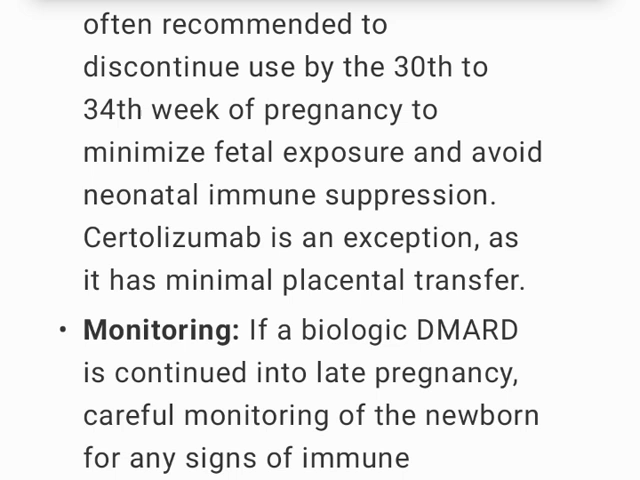 often recommended to
discontinue use by the 30th to
34th week of pregnancy to
minimize fetal exposure and avoid
neonatal immune suppression.
Certolizumab is an exception, as
it has minimal placental transfer.
• Monitoring: If a biologic DMARD
is continued into late pregnancy,
careful monitoring of the newborn
for any signs of immune